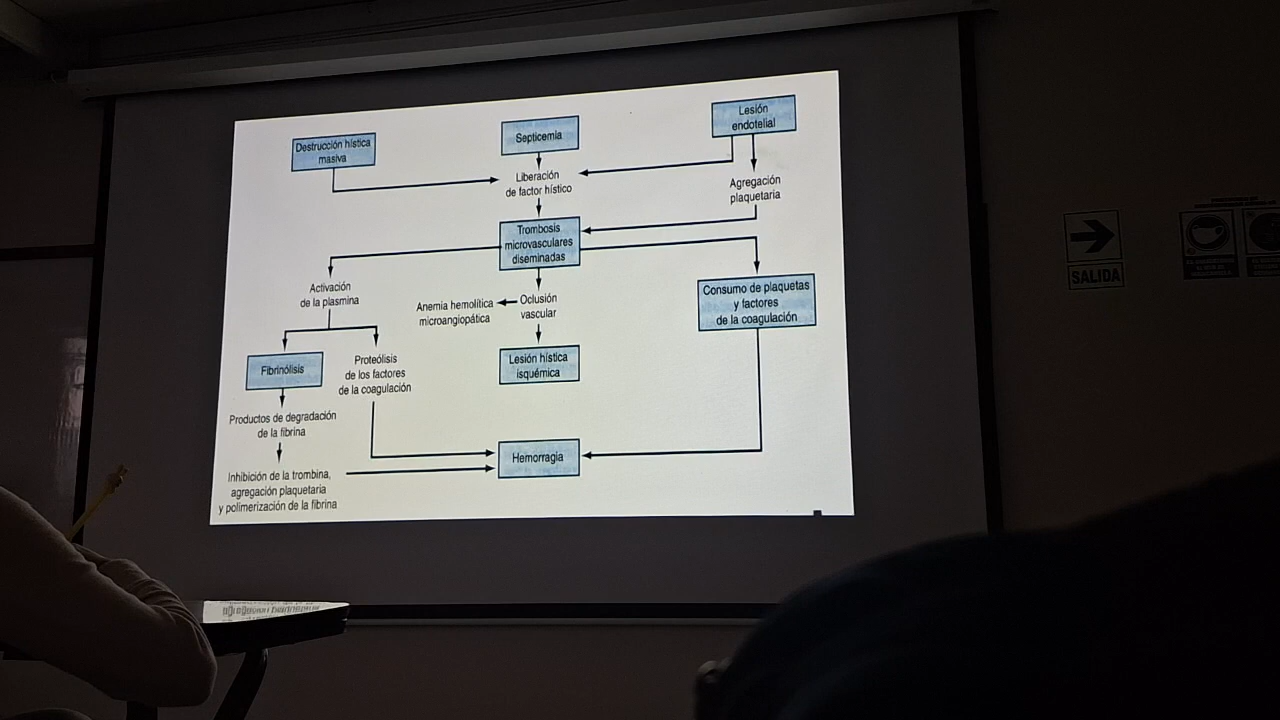 Lesión
endotelial
Destrucción hística
masiva
Septicemia
Liberación
de factor hístico
Agregación
plaquetaria
Trombosis
microvasculares
diseminadas
Activación
de la plasmina
Anemia hemolítica
microangiopática
Oclusión
vascular
Consumo de plaquetas
y factores
de la coagulación
Fibrinólisis
Proteólisis
de los factores
de la coagulación
Lesión hística
isquémica
Productos de degradación
de la fibrina
Hemorragia
Inhibición de la trombina,
agregación plaquetaria
y polimerización de la fibrina
SALIDA